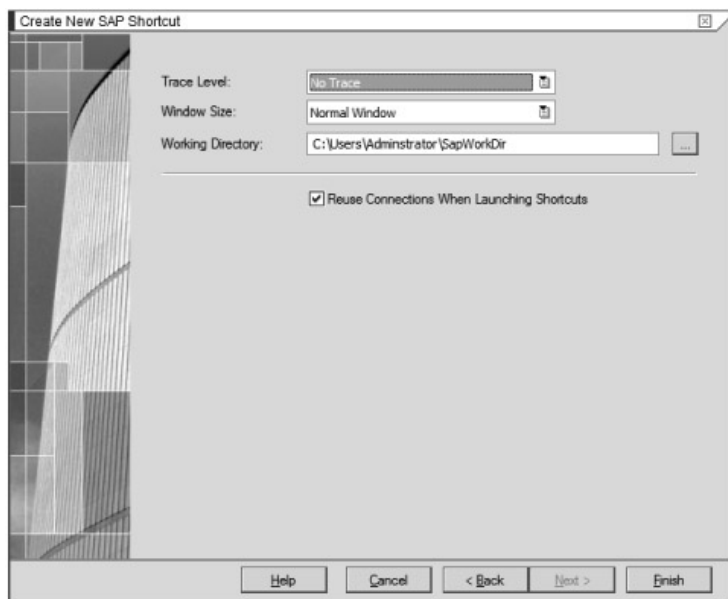 Create New SAP Shortcut
Trace Level: No Trace
Window Size: Normal Window
Working Directory: C:\Users\Adminstrator\SapWorkDir ...
Reuse Connections When Launching Shortcuts
Help Cancel < Back Next > Finish